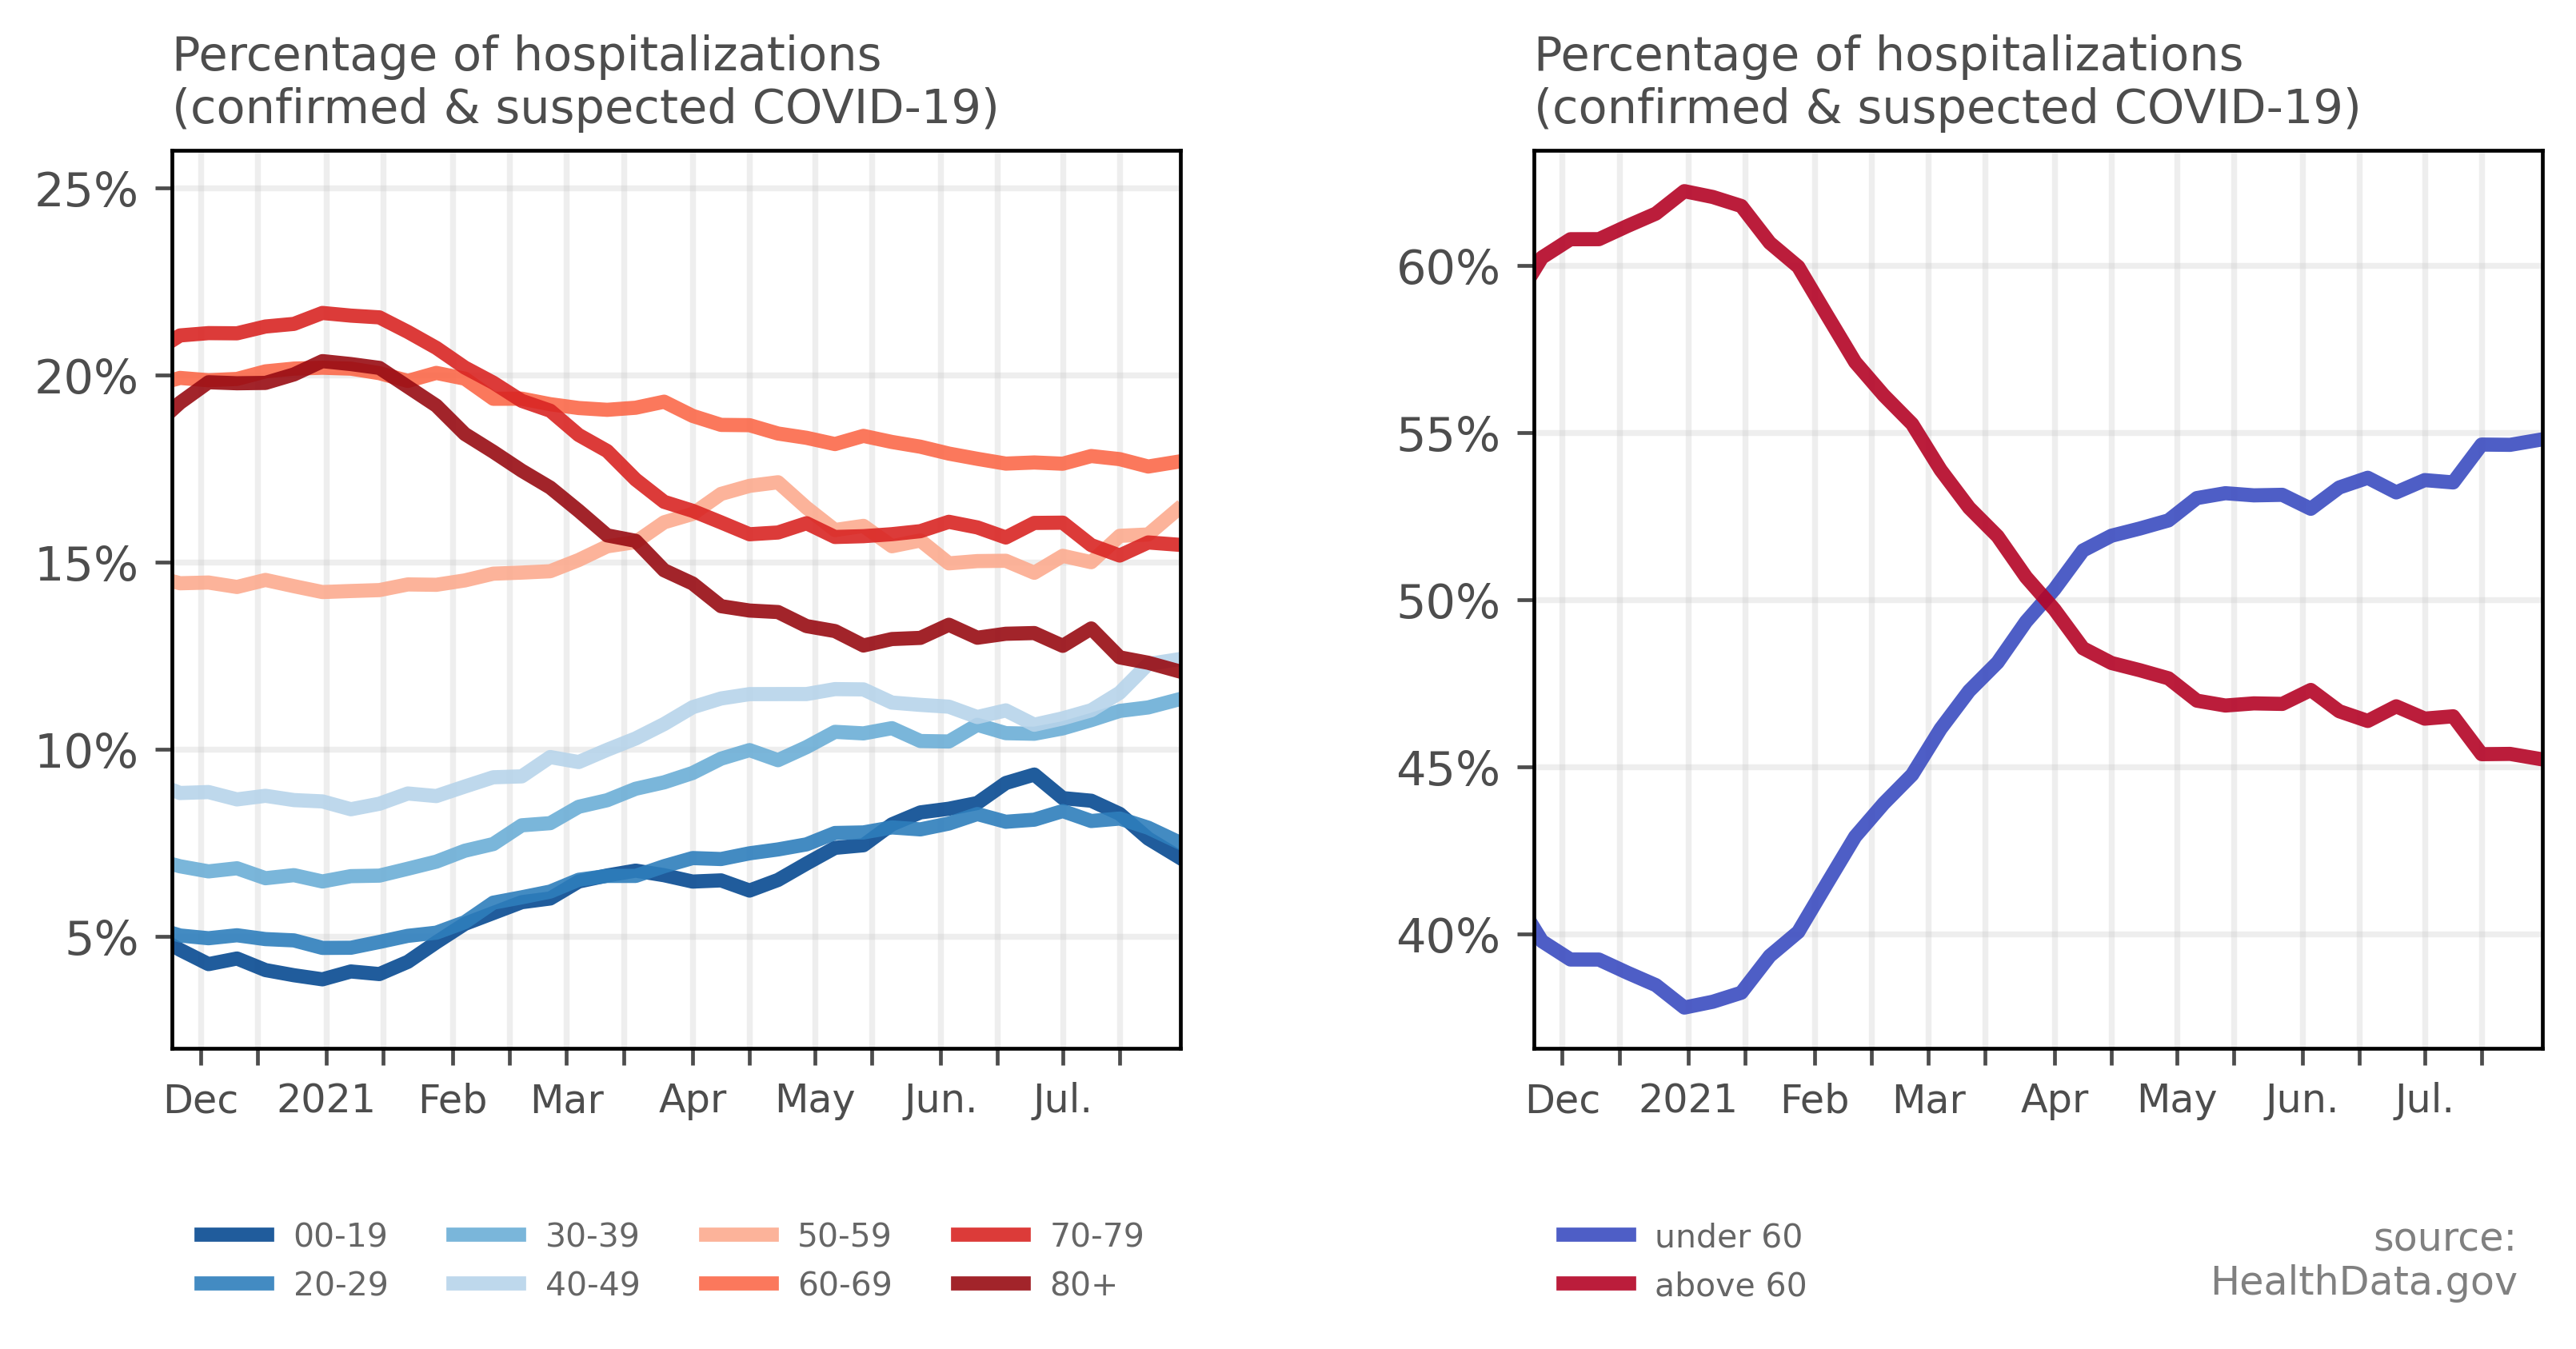 Percentage of hospitalizations
(confirmed & suspected COVID-19)
25%
20%
15%
10%
5%
Dec 2021 Feb Mar Apr May Jun. Jul.
00-19 30-39 50-59 70-79
20-29 40-49 60-69 80+
Percentage of hospitalizations
(confirmed & suspected COVID-19)
60%
55%
50%
45%
40%
Dec 2021 Feb Mar Apr May Jun. Jul.
under 60
above 60
source:
HealthData.gov